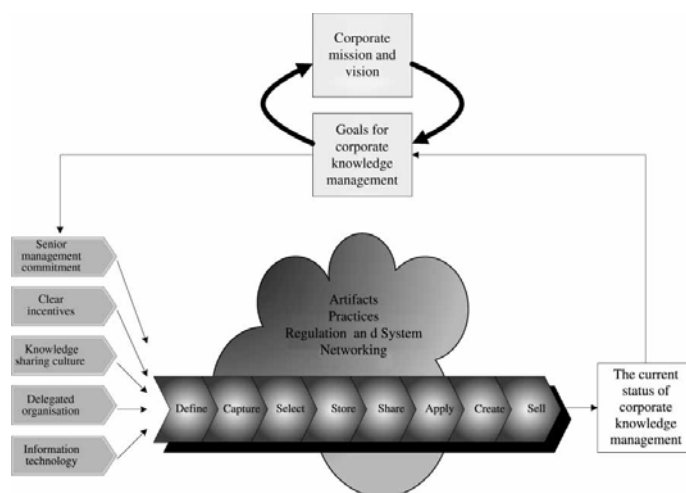 Corporate
mission and
vision
Goals for
corporate
knowledge
management
Senior
management
commitment
Clear
incentives
Knowledge
sharing culture
Delegated
organisation
Information
technology
Artifacts
Practices
Regulation an d System
Networking
Define Capture Select Store Share Apply Create Sell
The current
status of
corporate
knowledge
management